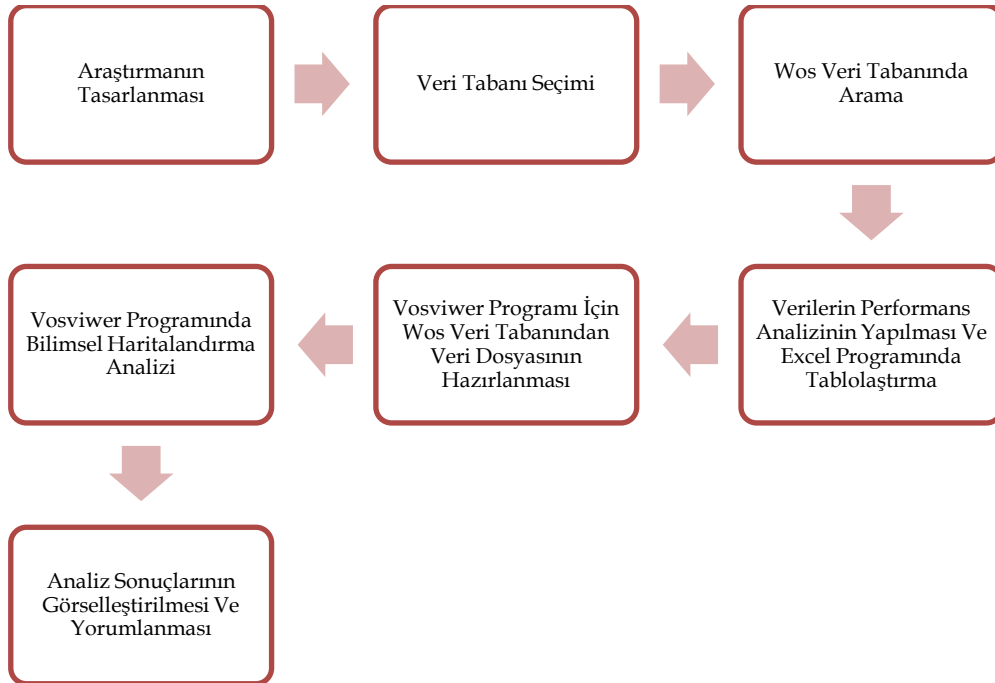 Araştırmanın
Tasarlanması
Veri Tabanı Seçimi
Wos Veri Tabanında
Arama
Verilerin Performans
Analizinin Yapılması Ve
Excel Programında
Tablolaştırma
Vosviwer Programı İçin
Wos Veri Tabanından
Veri Dosyasının
Hazırlanması
Vosviwer Programında
Bilimsel Haritalandırma
Analizi
Analiz Sonuçlarının
Görselleştirilmesi Ve
Yorumlanması